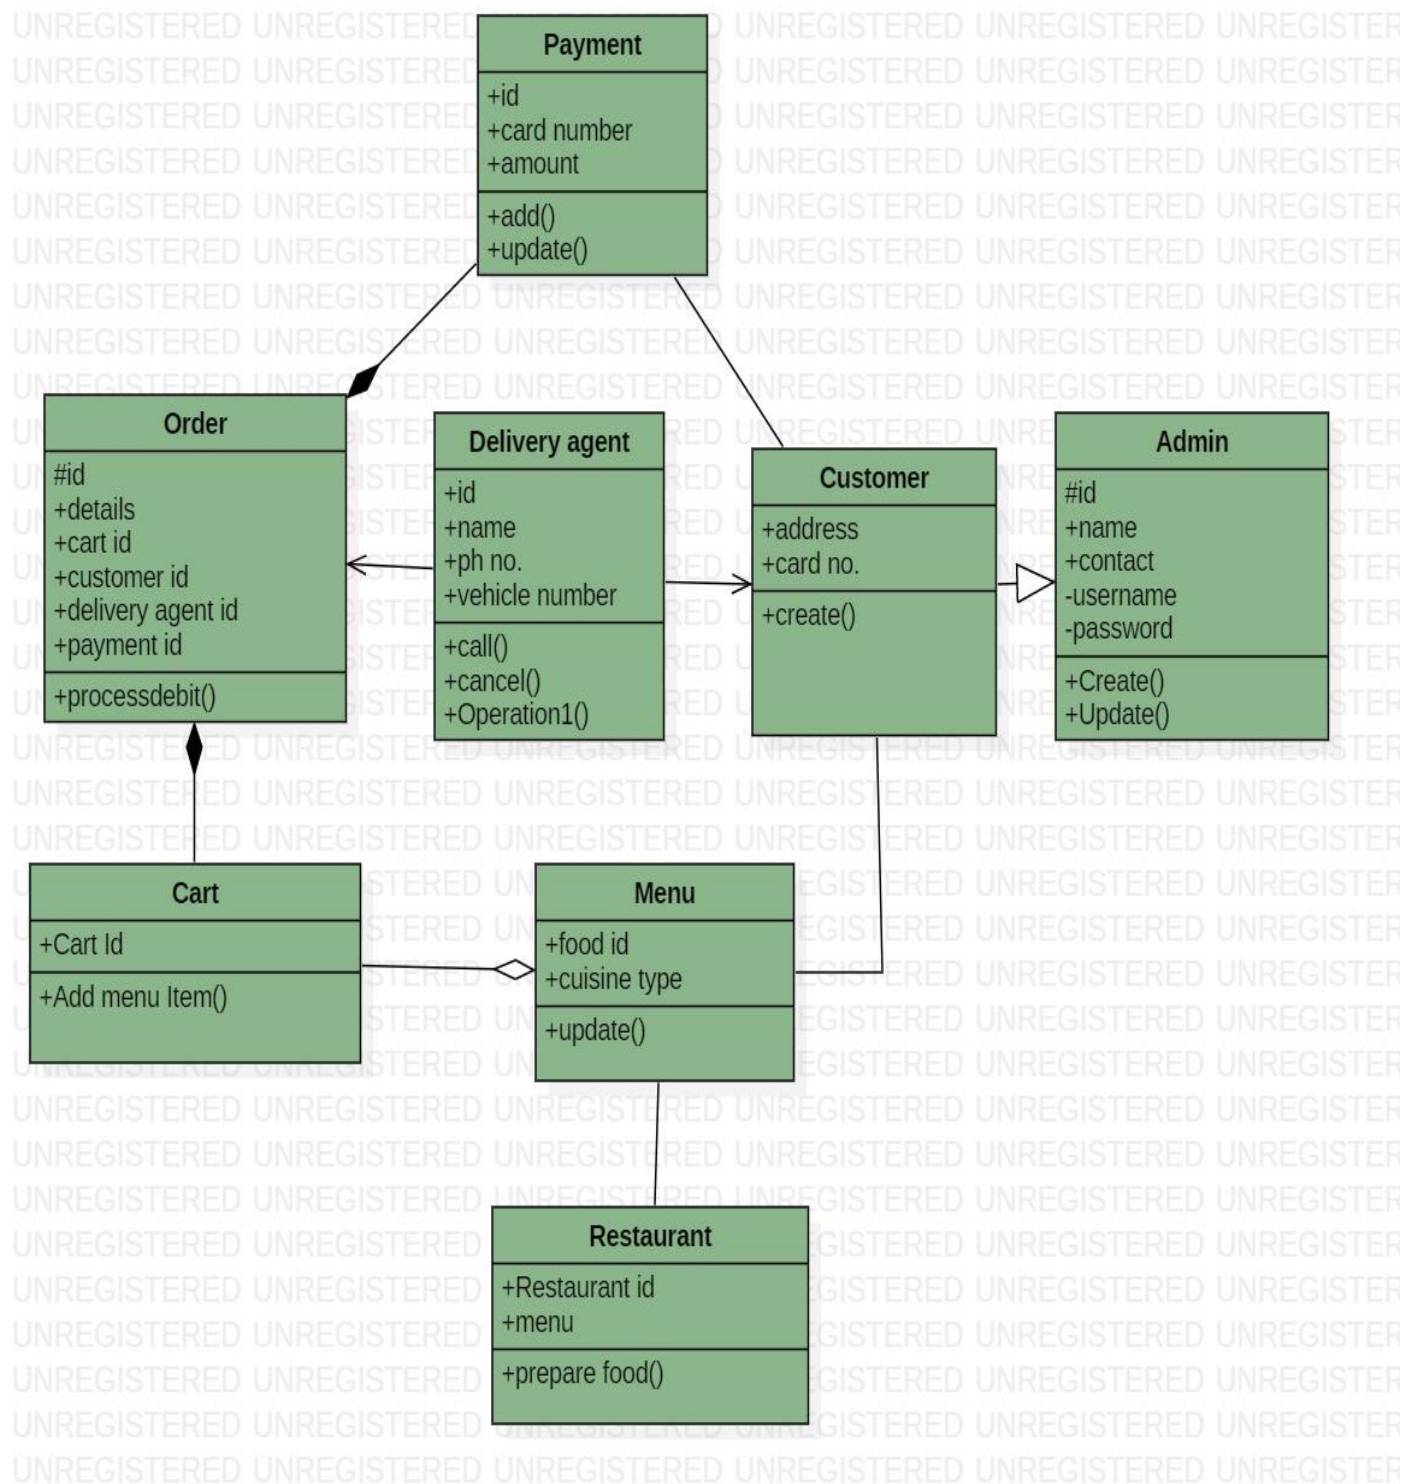 Payment
+id
+card number
+amount
+add()
+update()
Order
#id
+details
+cart id
+customer id
+delivery agent id
+payment id
+processdebit()
Delivery agent
+id
+name
+ph no.
+vehicle number
+call()
+cancel()
+Operation1()
Customer
+address
+card no.
+create()
Admin
#id
+name
+contact
-username
-password
+Create()
+Update()
Cart
+Cart Id
+Add menu Item()
Menu
+food id
+cuisine type
+update()
Restaurant
+Restaurant id
+menu
+prepare food()
UNREGISTERED